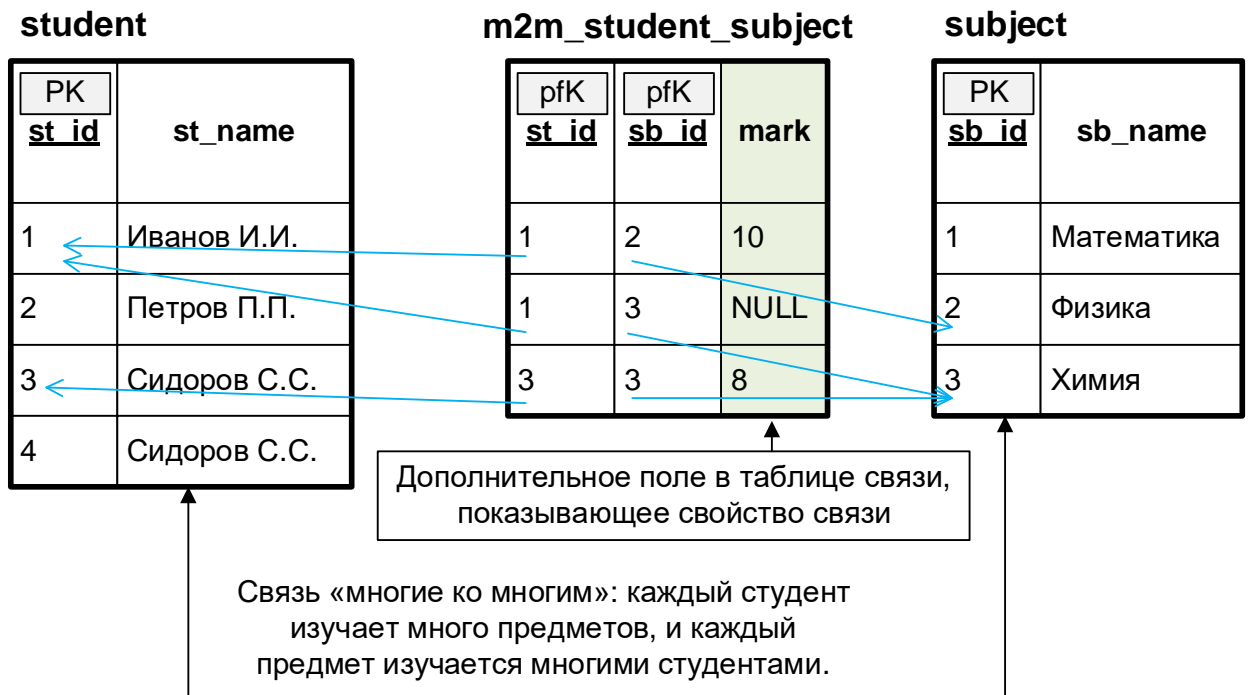 student
m2m_student_subject
subject
PK
st_id
st_name
1
Иванов И.И.
2
Петров П.П.
3
Сидоров С.С.
4
Сидоров С.С.
pfK
pfK
st_id
sb_id
mark
1
2
10
1
3
NULL
3
3
8
PK
sb_id
sb_name
1
Математика
2
Физика
3
Химия
Дополнительное поле в таблице связи,
показывающее свойство связи
Связь «многие ко многим»: каждый студент
изучает много предметов, и каждый
предмет изучается многими студентами.